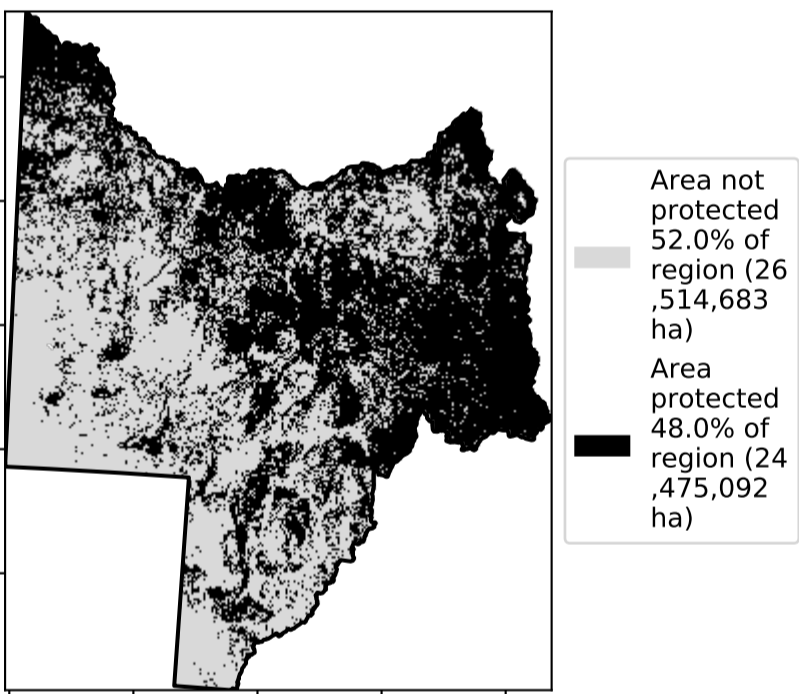 Area not
protected
52.0% of
region (26
,514,683
ha)
Area
protected
48.0% of
region (24
,475,092
ha)